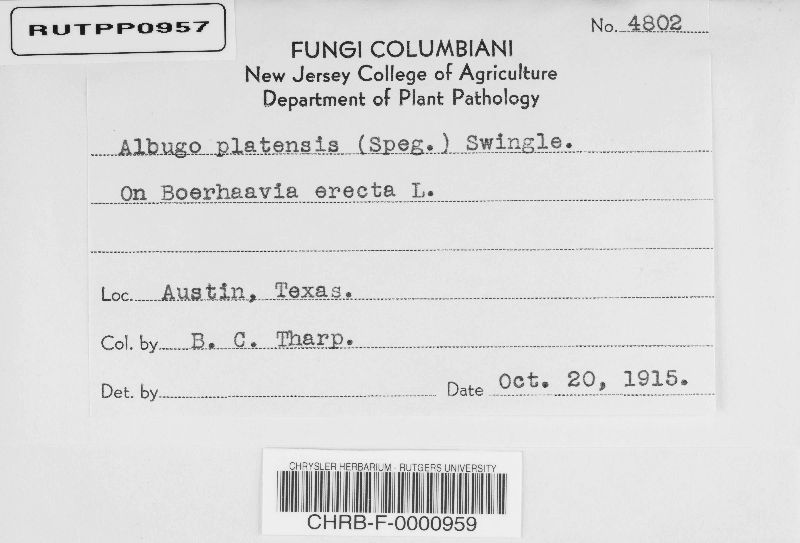 RUTPP0957
No. 4802
FUNGI COLUMBIANI
New Jersey College of Agriculture
Department of Plant Pathology
Albugo platensis (Speg.) Swingle.
On Boerhaavia erecta L.
Loc. Austin, Texas.
Col. by B. C. Tharp.
Det. by
Date Oct. 20, 1915.
CHRYSLER HERBARIUM - RUTGERS UNIVERSITY
CHRB-F-0000959